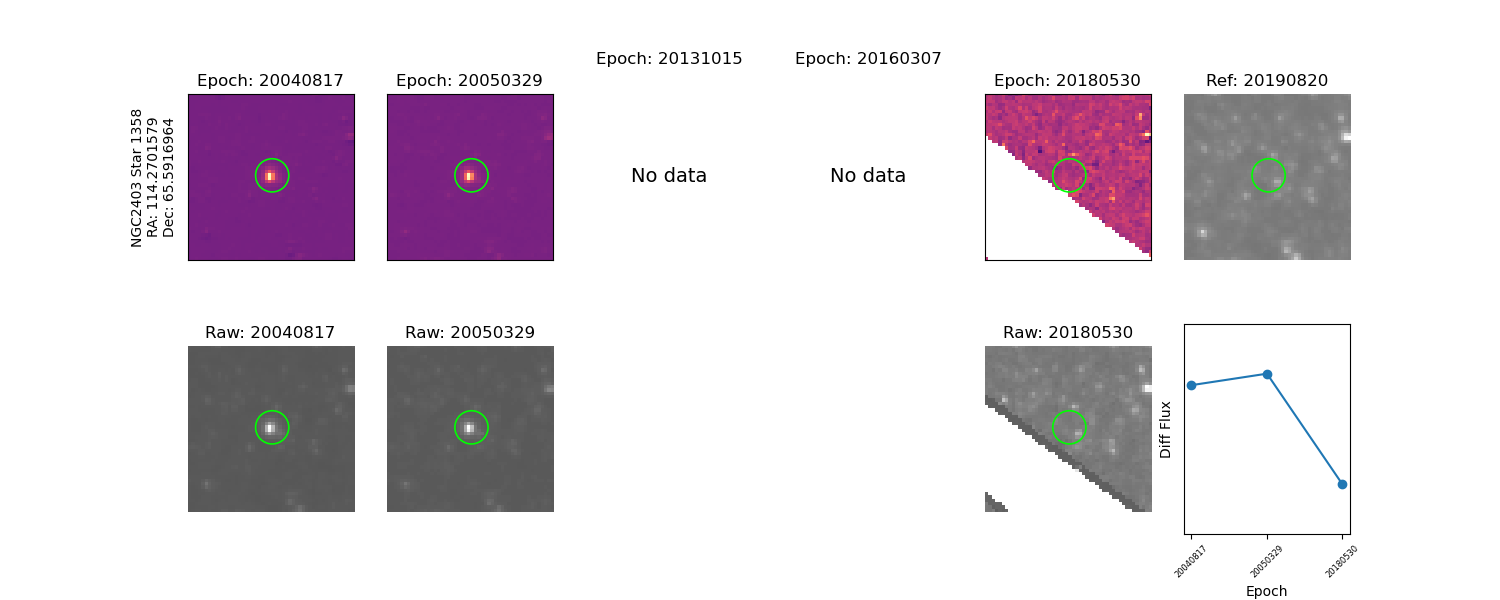 Epoch: 20040817
Epoch: 20050329
Epoch: 20131015
Epoch: 20160307
Epoch: 20180530
Ref: 20190820
NGC2403 Star 1358
RA: 114.2701579
Dec: 65.5916964
No data
No data
Raw: 20040817
Raw: 20050329
Raw: 20180530
Diff Flux
20040817
20050329
20180530
Epoch